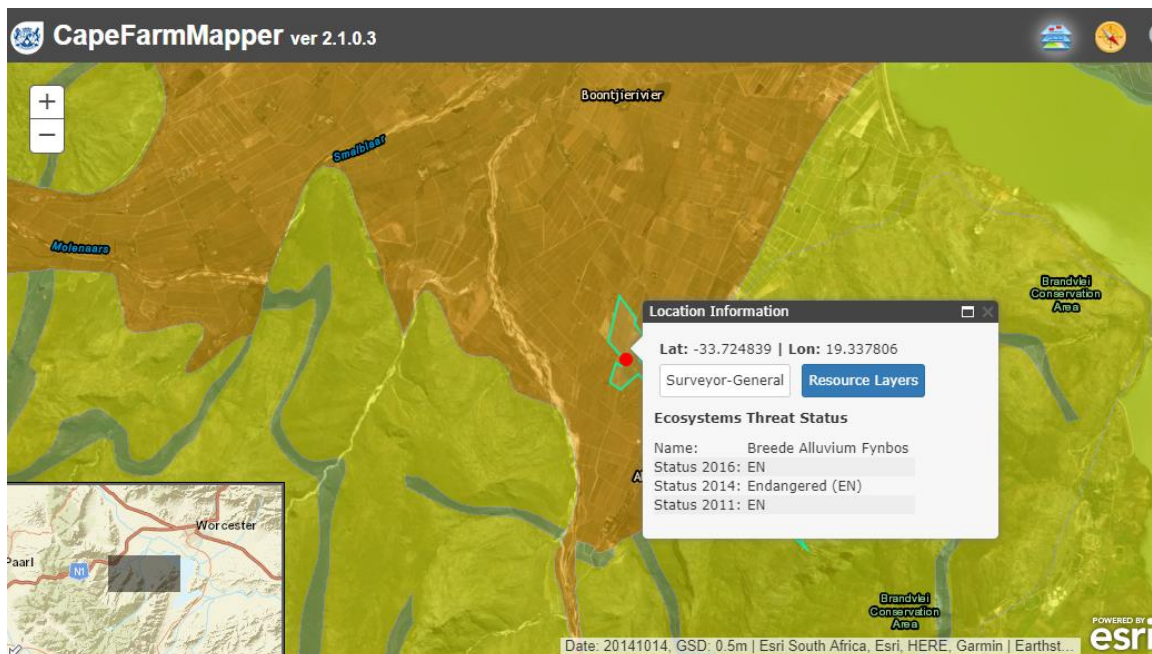 CapeFarmMapper ver 2.1.0.3
+
−
Boontjierivier
Smalblaar
Molenaars
Brandvlei
Conservation
Area
Location Information
Lat: -33.724839 | Lon: 19.337806
Surveyor-General
Resource Layers
Ecosystems Threat Status
Name: Breede Alluvium Fynbos
Status 2016: EN
Status 2014: Endangered (EN)
Status 2011: EN
Worcester
Paarl
N1
Brandvlei
Conservation
Area
POWERED BY
esri
Date: 20141014, GSD: 0.5m | Esri South Africa, Esri, HERE, Garmin | Earthst...